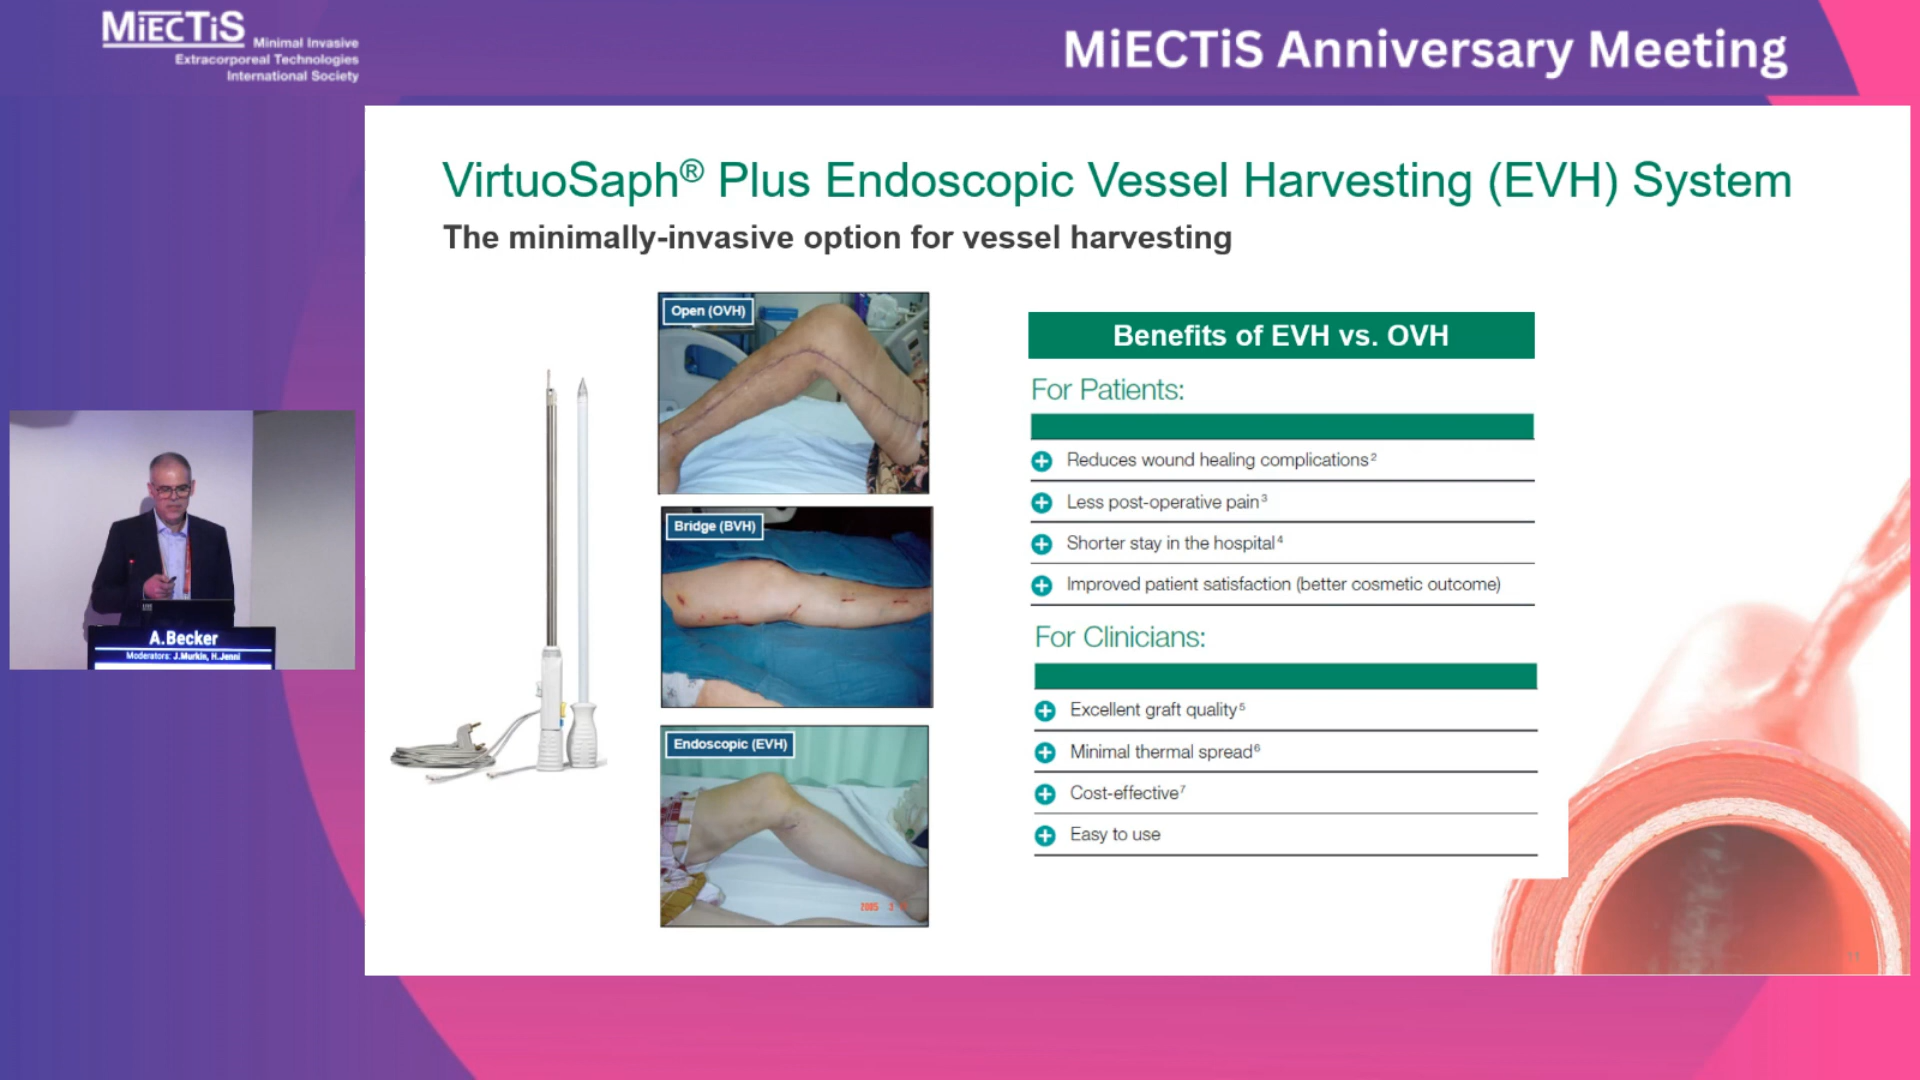 MiECTiS
Minimal Invasive
Extracorporeal Technologies
International Society
MiECTiS Anniversary Meeting
VirtuoSaph® Plus Endoscopic Vessel Harvesting (EVH) System
The minimally-invasive option for vessel harvesting
Open (OVH)
Bridge (BVH)
Endoscopic (EVH)
2005 3
Benefits of EVH vs. OVH
For Patients:
Reduces wound healing complications²
Less post-operative pain³
Shorter stay in the hospital⁴
Improved patient satisfaction (better cosmetic outcome)
For Clinicians:
Excellent graft quality⁵
Minimal thermal spread⁶
Cost-effective⁷
Easy to use
A.Becker
Moderators: J.Murkin, H.Jenni